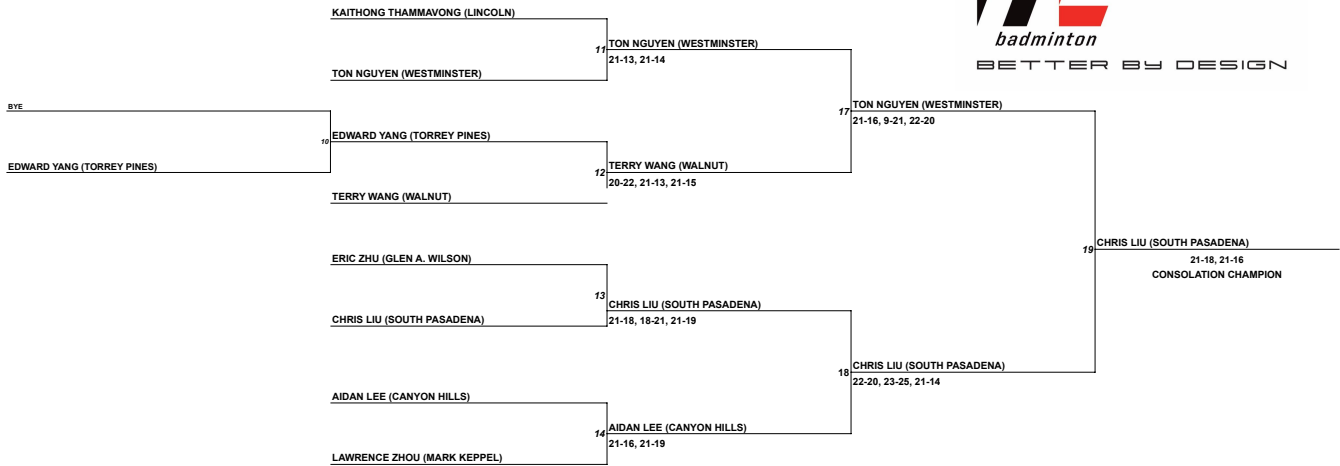 KAITHONG THAMMAVONG (LINCOLN)
badminton
BETTER BY DESIGN
11
TON NGUYEN (WESTMINSTER)
21-13, 21-14
TON NGUYEN (WESTMINSTER)
BYE
17
TON NGUYEN (WESTMINSTER)
21-16, 9-21, 22-20
10
EDWARD YANG (TORREY PINES)
EDWARD YANG (TORREY PINES)
12
TERRY WANG (WALNUT)
20-22, 21-13, 21-15
TERRY WANG (WALNUT)
19
CHRIS LIU (SOUTH PASADENA)
21-18, 21-16
CONSOLATION CHAMPION
ERIC ZHU (GLEN A. WILSON)
13
CHRIS LIU (SOUTH PASADENA)
21-18, 18-21, 21-19
CHRIS LIU (SOUTH PASADENA)
18
CHRIS LIU (SOUTH PASADENA)
22-20, 23-25, 21-14
AIDAN LEE (CANYON HILLS)
14
AIDAN LEE (CANYON HILLS)
21-16, 21-19
LAWRENCE ZHOU (MARK KEPPEL)